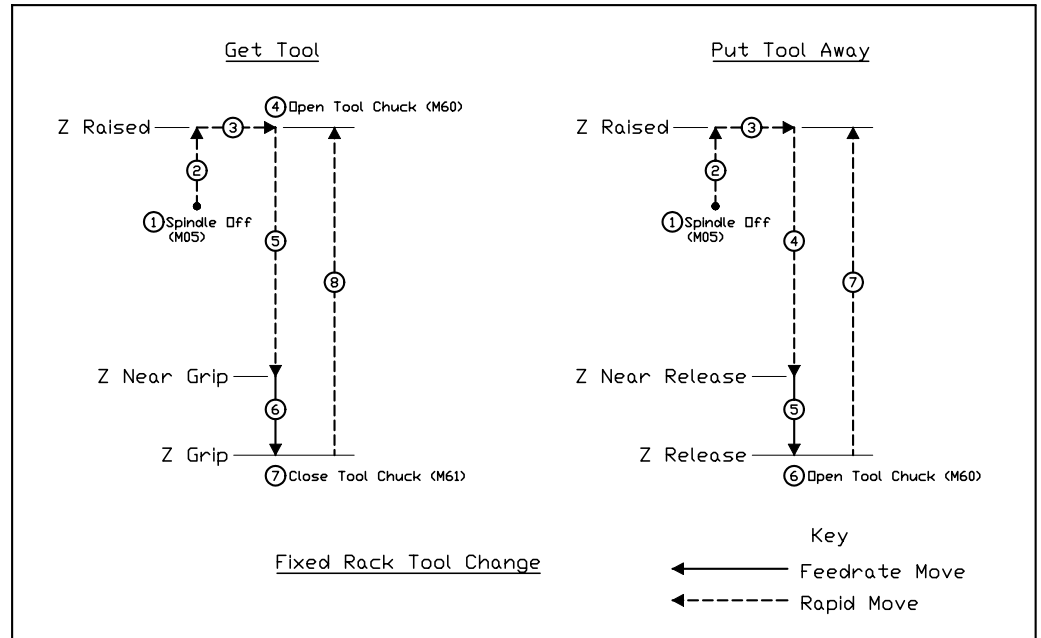 Get Tool
④ Open Tool Chuck (M60)
Z Raised
③
②
① Spindle Off
(M05)
⑤
⑧
Z Near Grip
⑥
Z Grip
⑦ Close Tool Chuck (M61)
Put Tool Away
Z Raised
③
②
① Spindle Off
(M05)
④
⑦
Z Near Release
⑤
Z Release
⑥ Open Tool Chuck (M60)
Fixed Rack Tool Change
Key
Feedrate Move
Rapid Move